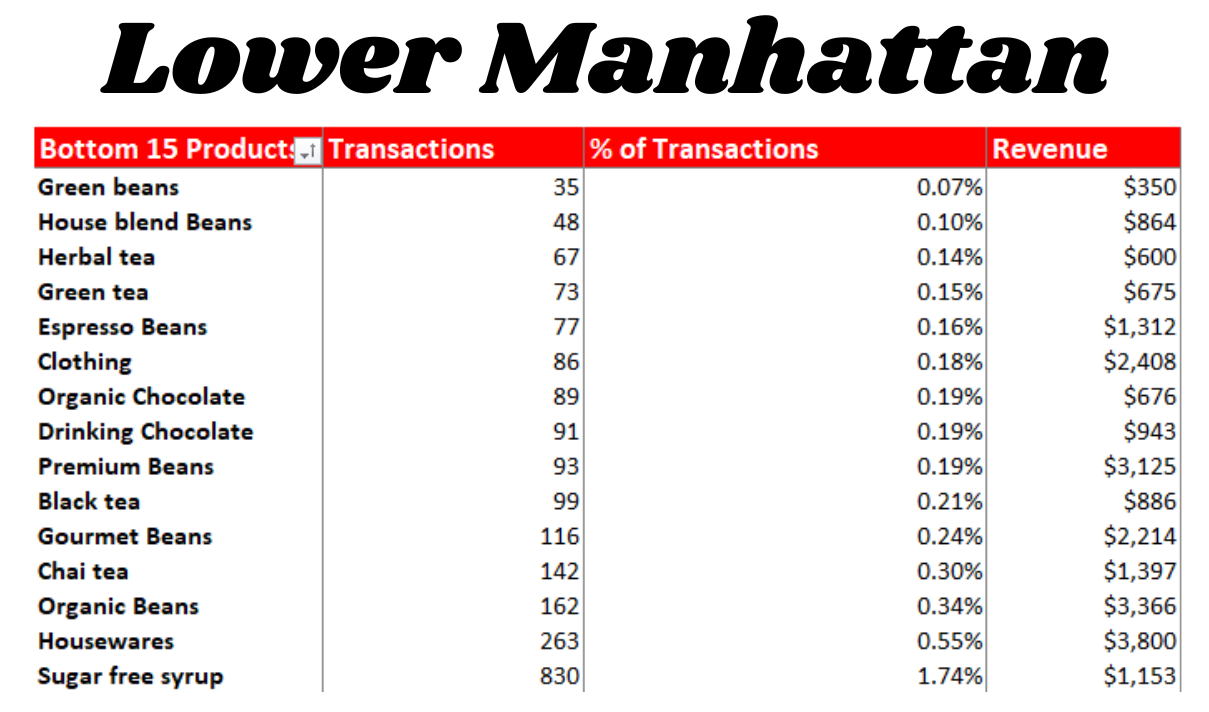 Lower Manhattan
Bottom 15 Products Transactions % of Transactions Revenue
Green beans 35 0.07% $350
House blend Beans 48 0.10% $864
Herbal tea 67 0.14% $600
Green tea 73 0.15% $675
Espresso Beans 77 0.16% $1,312
Clothing 86 0.18% $2,408
Organic Chocolate 89 0.19% $676
Drinking Chocolate 91 0.19% $943
Premium Beans 93 0.19% $3,125
Black tea 99 0.21% $886
Gourmet Beans 116 0.24% $2,214
Chai tea 142 0.30% $1,397
Organic Beans 162 0.34% $3,366
Housewares 263 0.55% $3,800
Sugar free syrup 830 1.74% $1,153